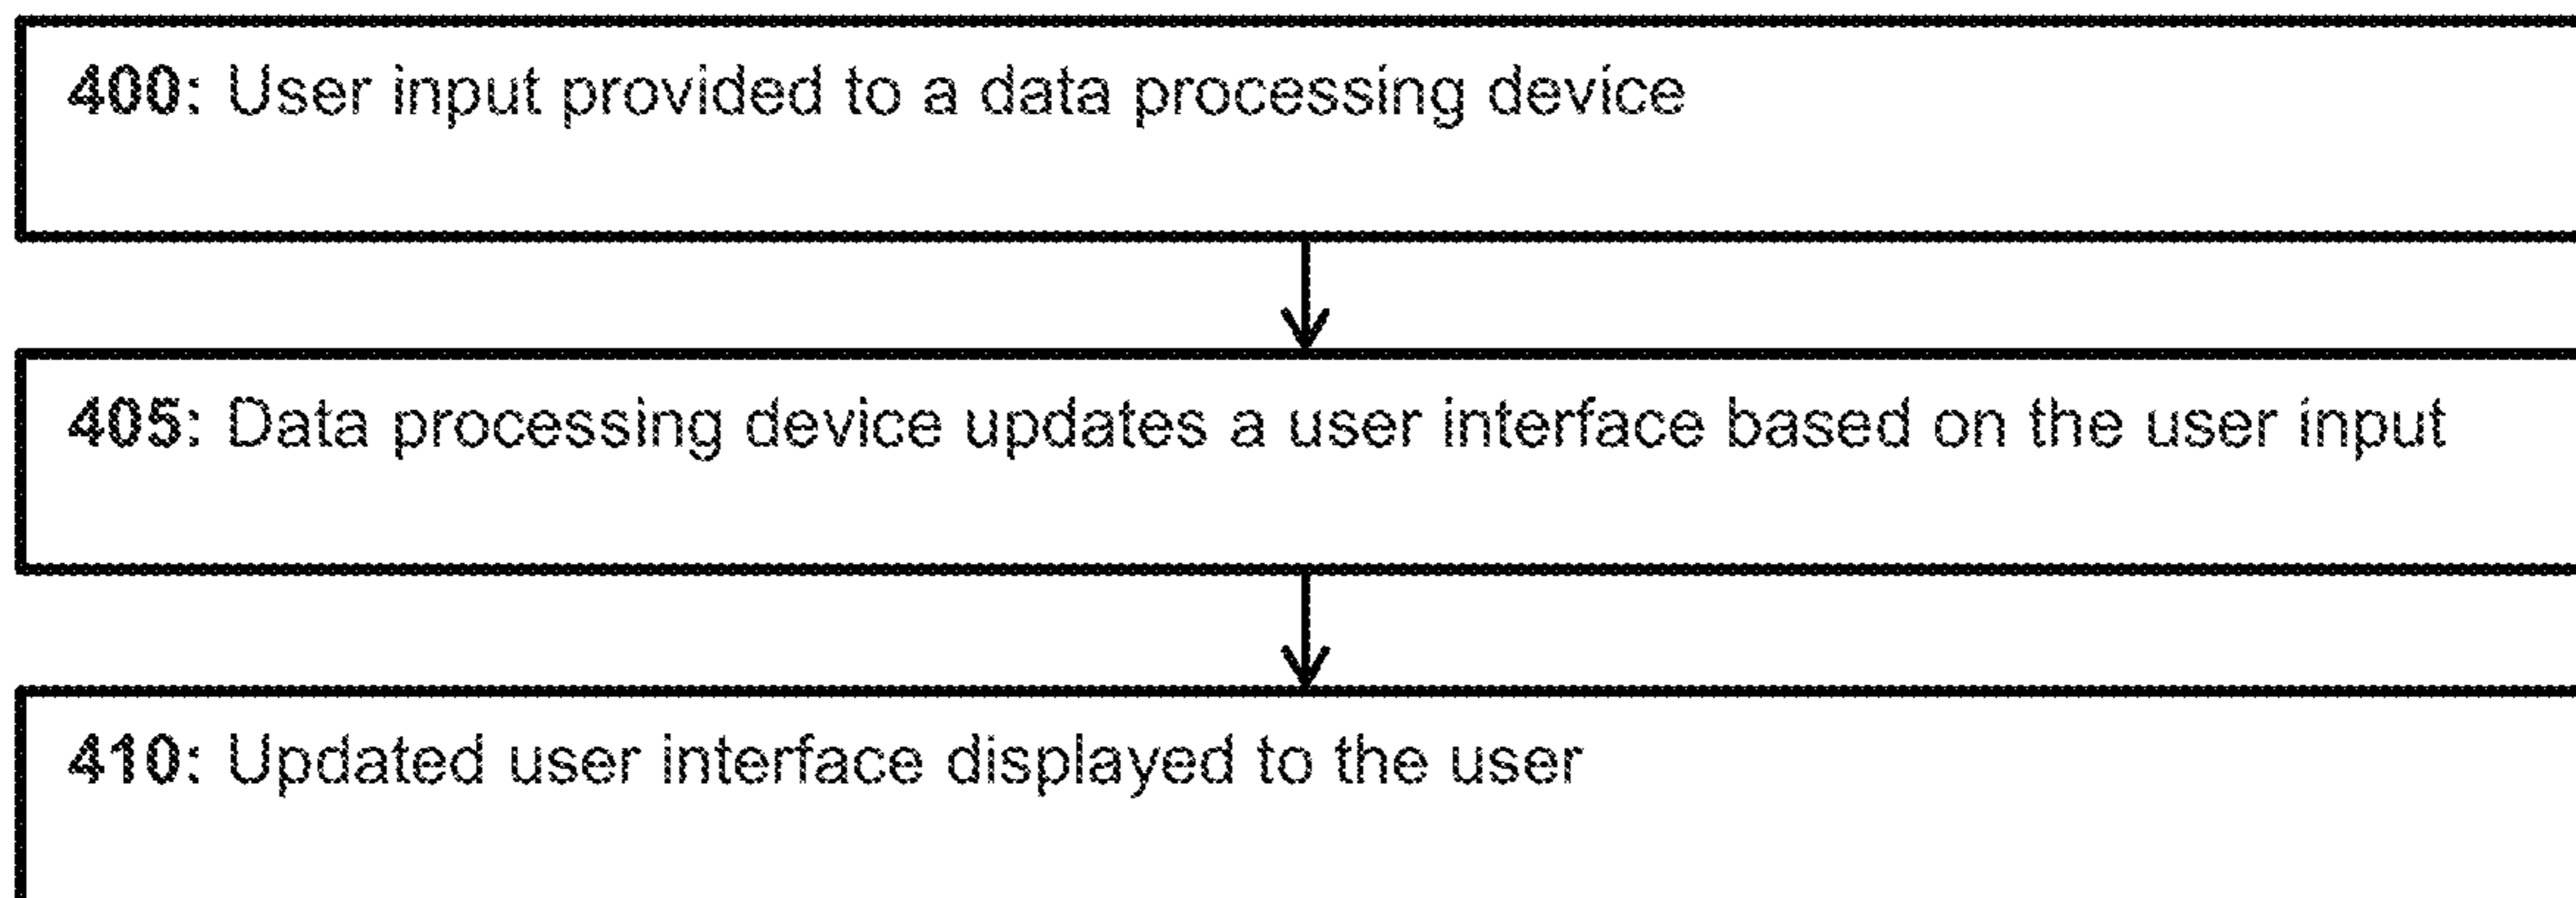 400: User input provided to a data processing device
405: Data processing device updates a user interface based on the user input
410: Updated user interface displayed to the user